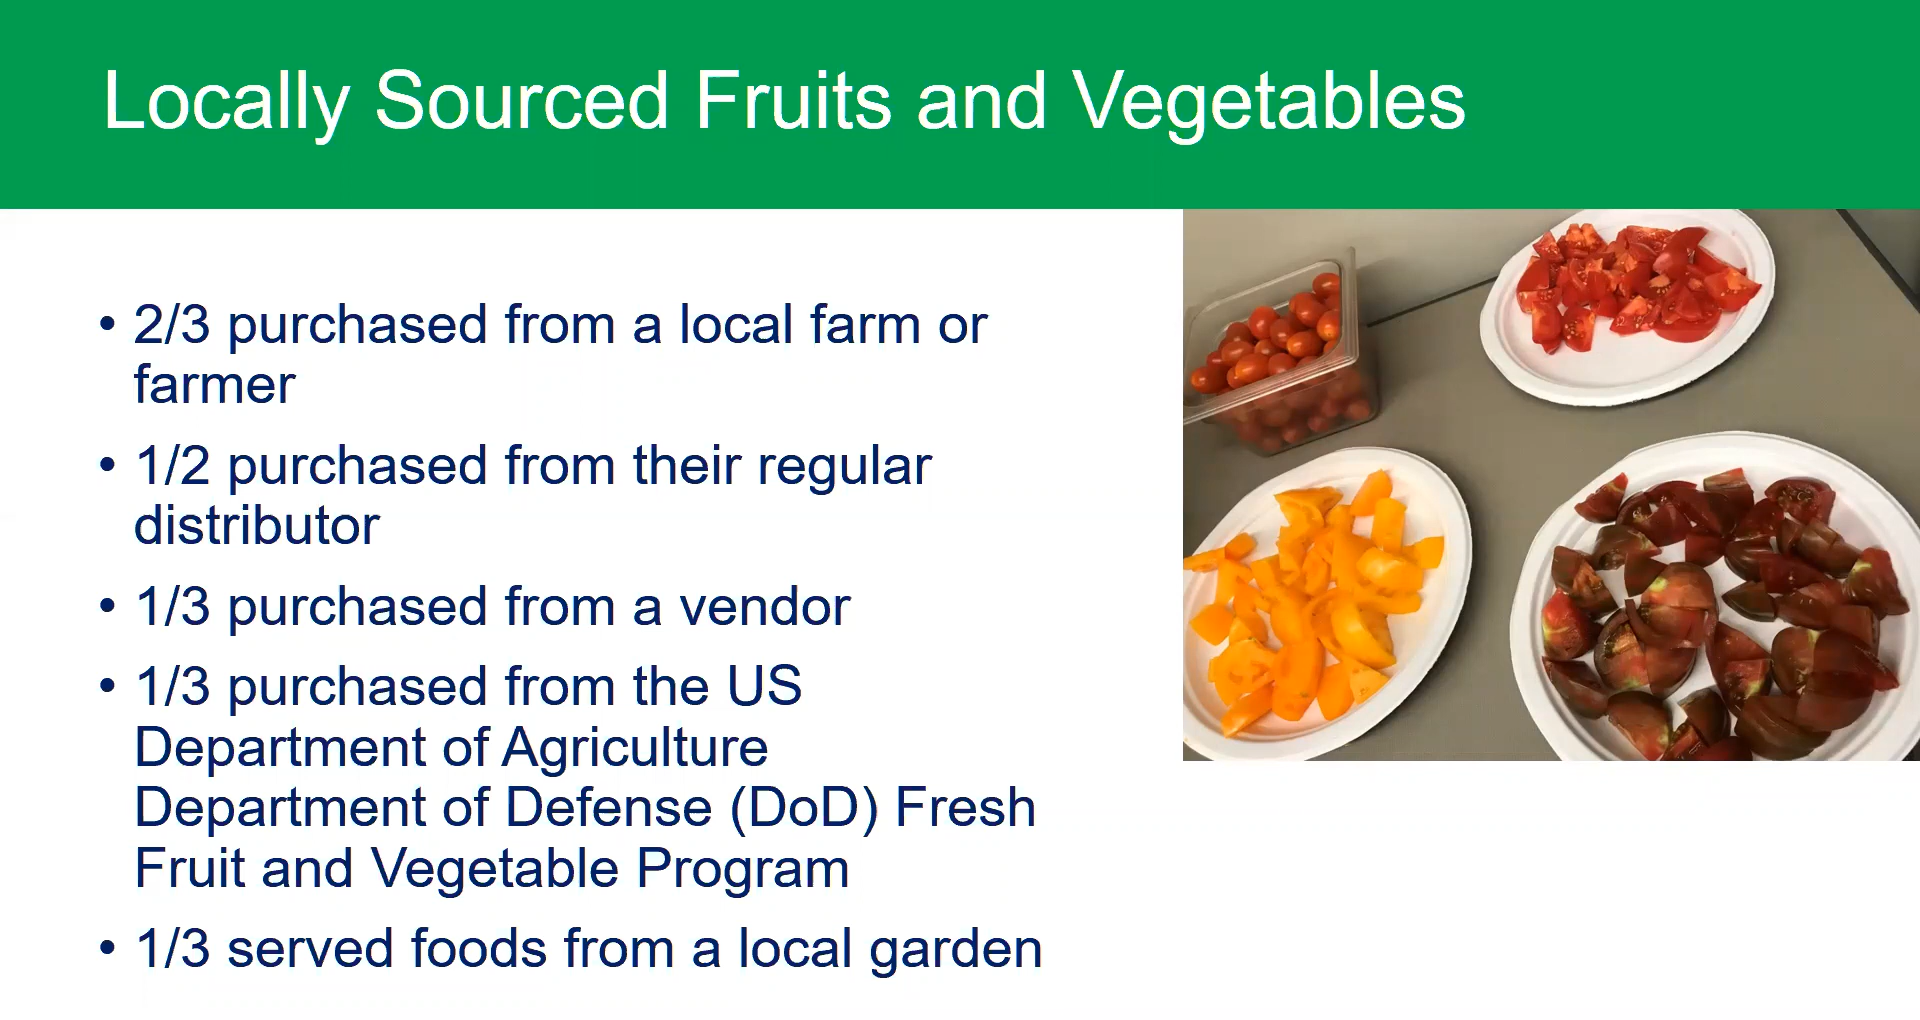 Locally Sourced Fruits and Vegetables
• 2/3 purchased from a local farm or
farmer
• 1/2 purchased from their regular
distributor
• 1/3 purchased from a vendor
• 1/3 purchased from the US
Department of Agriculture
Department of Defense (DoD) Fresh
Fruit and Vegetable Program
• 1/3 served foods from a local garden